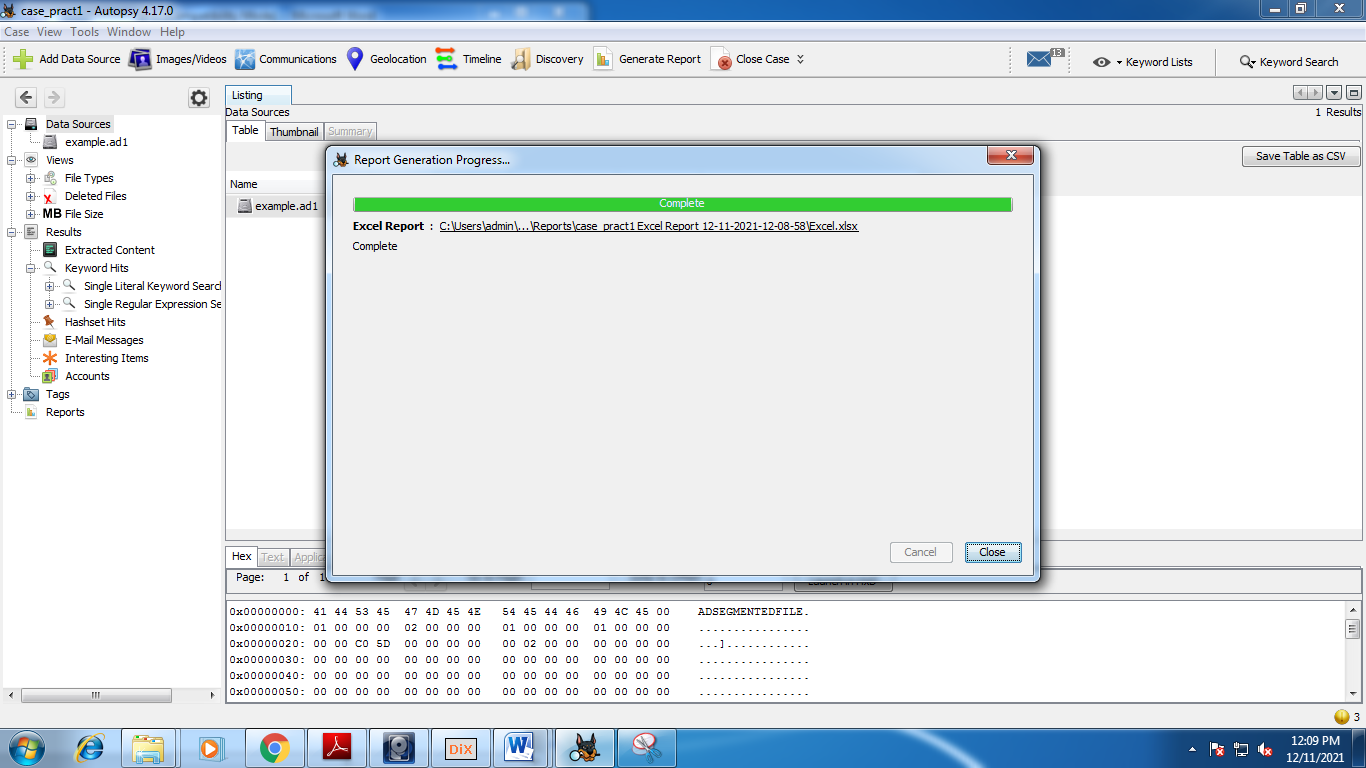 case_pract1 - Autopsy 4.17.0
Case View Tools Window Help
Add Data Source Images/Videos Communications Geolocation Timeline Discovery Generate Report Close Case 13 Keyword Lists Keyword Search
Listing
Data Sources
1 Results
Table Thumbnail Summary
Save Table as CSV
Name
example.ad1
Data Sources
example.ad1
Views
File Types
Deleted Files
MB File Size
Results
Extracted Content
Keyword Hits
Single Literal Keyword Search
Single Regular Expression Se
Hashset Hits
E-Mail Messages
Interesting Items
Accounts
Tags
Reports
Report Generation Progress...
Complete
Excel Report : C:\Users\admin\...\Reports\case_pract1 Excel Report 12-11-2021-12-08-58\Excel.xlsx
Complete
Cancel Close
Hex Text Applic
Page: 1 of 1
0x00000000: 41 44 53 45 47 4D 45 4E 54 45 44 46 49 4C 45 00 ADSEGMENTEDFILE.
0x00000010: 01 00 00 00 02 00 00 00 01 00 00 00 01 00 00 00 ................
0x00000020: 00 00 C0 5D 00 00 00 00 00 02 00 00 00 00 00 00 ...]............
0x00000030: 00 00 00 00 00 00 00 00 00 00 00 00 00 00 00 00 ................
0x00000040: 00 00 00 00 00 00 00 00 00 00 00 00 00 00 00 00 ................
0x00000050: 00 00 00 00 00 00 00 00 00 00 00 00 00 00 00 00 ................
3
DiX
12:09 PM
12/11/2021